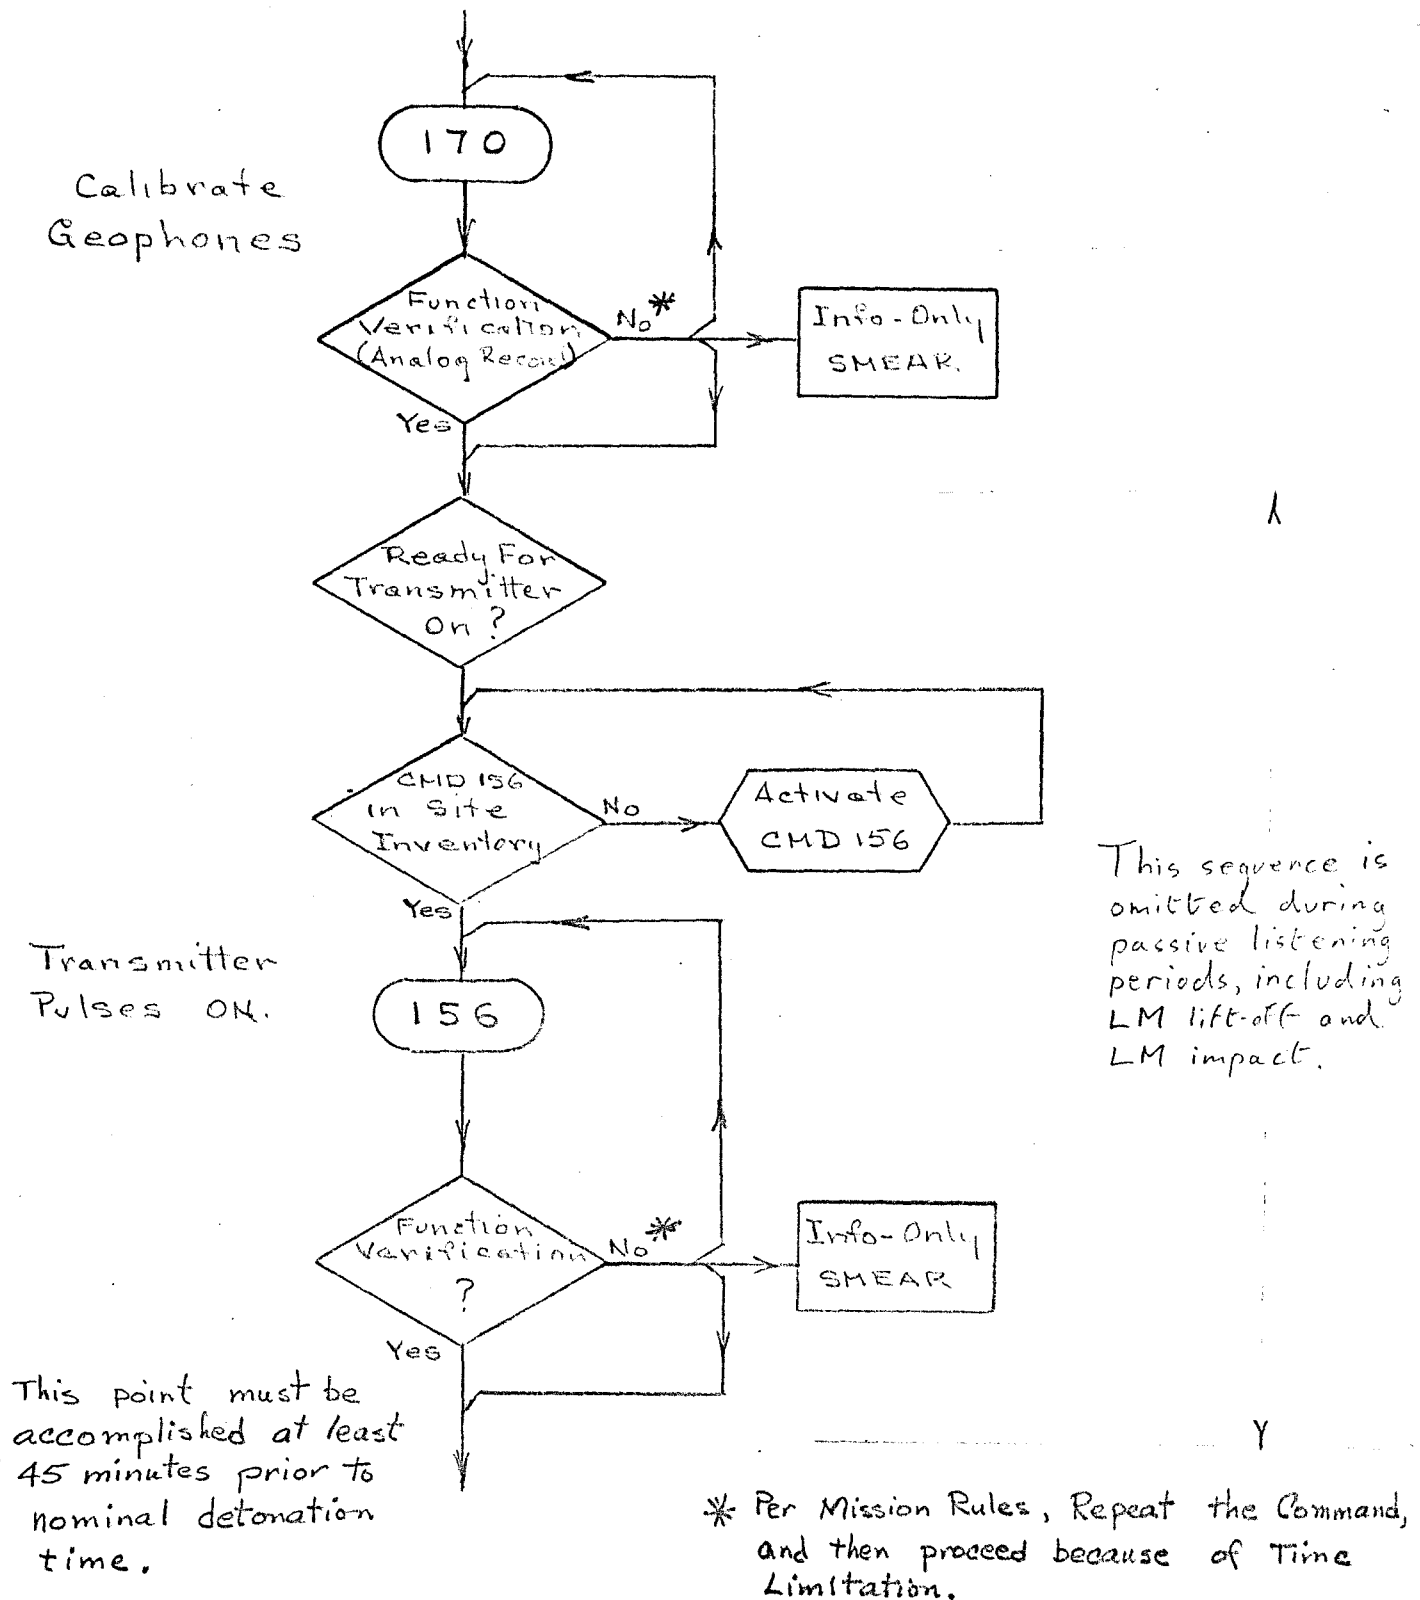 170
Calibrate
Geophones
Function
Verification
(Analog Record)
No *
Info-Only
SMEAR.
Yes
Ready For
Transmitter
On ?
CMD 156
in Site
Inventory
No
Activate
CMD 156
Yes
This sequence is
omitted during
passive listening
periods, including
LM lift-off and
LM impact.
Transmitter
Pulses ON.
156
Function
Verification
?
No *
Info-Only
SMEAR
Yes
This point must be
accomplished at least
45 minutes prior to
nominal detonation
time.
* Per Mission Rules, Repeat the Command,
and then proceed because of Time
Limitation.